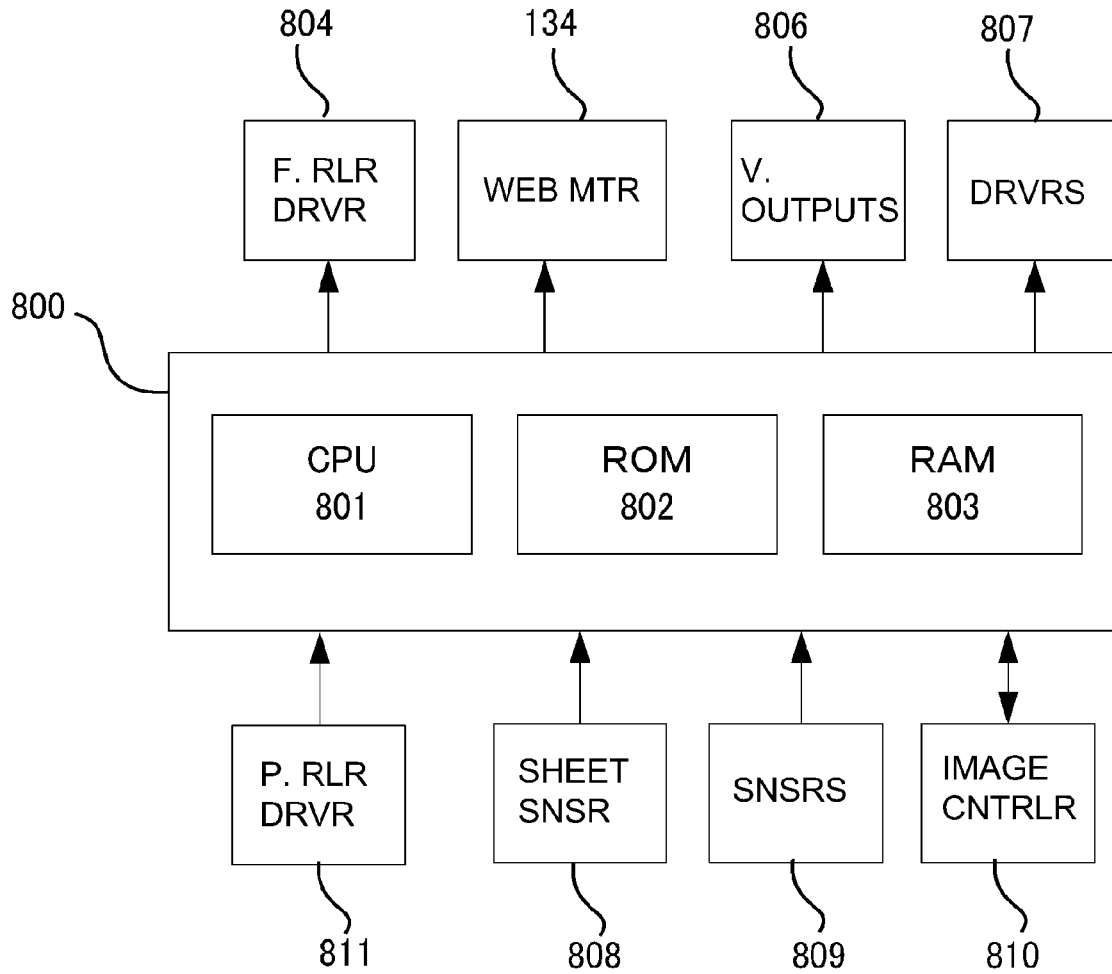 804
134
806
807
F. RLR
DRVR
WEB MTR
V.
OUTPUTS
DRVRS
800
CPU
801
ROM
802
RAM
803
P. RLR
DRVR
SHEET
SNSR
SNSRS
IMAGE
CNTRLR
811
808
809
810